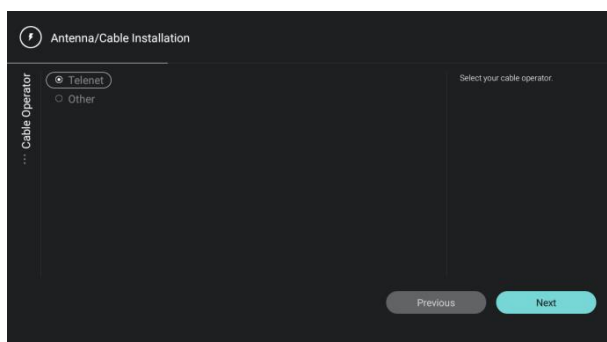 Antenna/Cable Installation
... Cable Operator
Telenet
Other
Select your cable operator.
Previous
Next